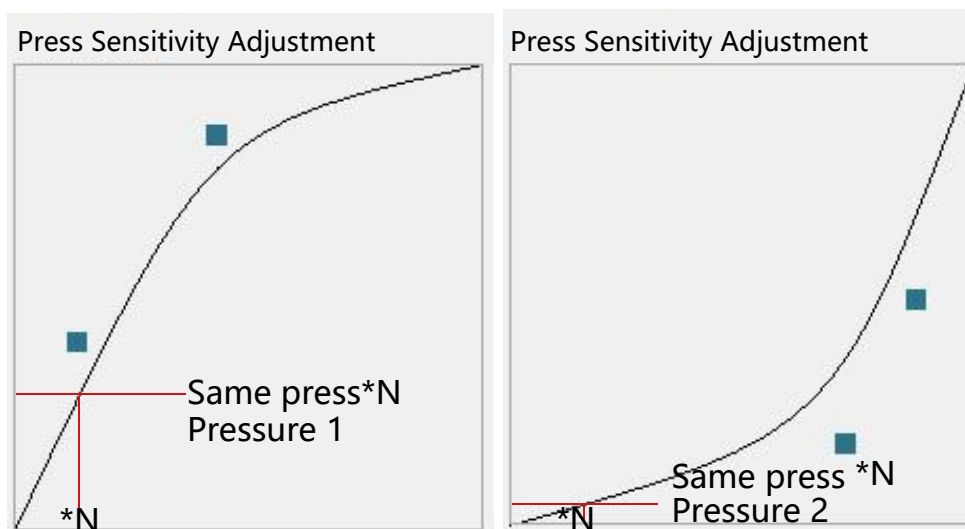 Press Sensitivity Adjustment
Same press*N
Pressure 1
*N
Press Sensitivity Adjustment
Same press *N
Pressure 2
*N